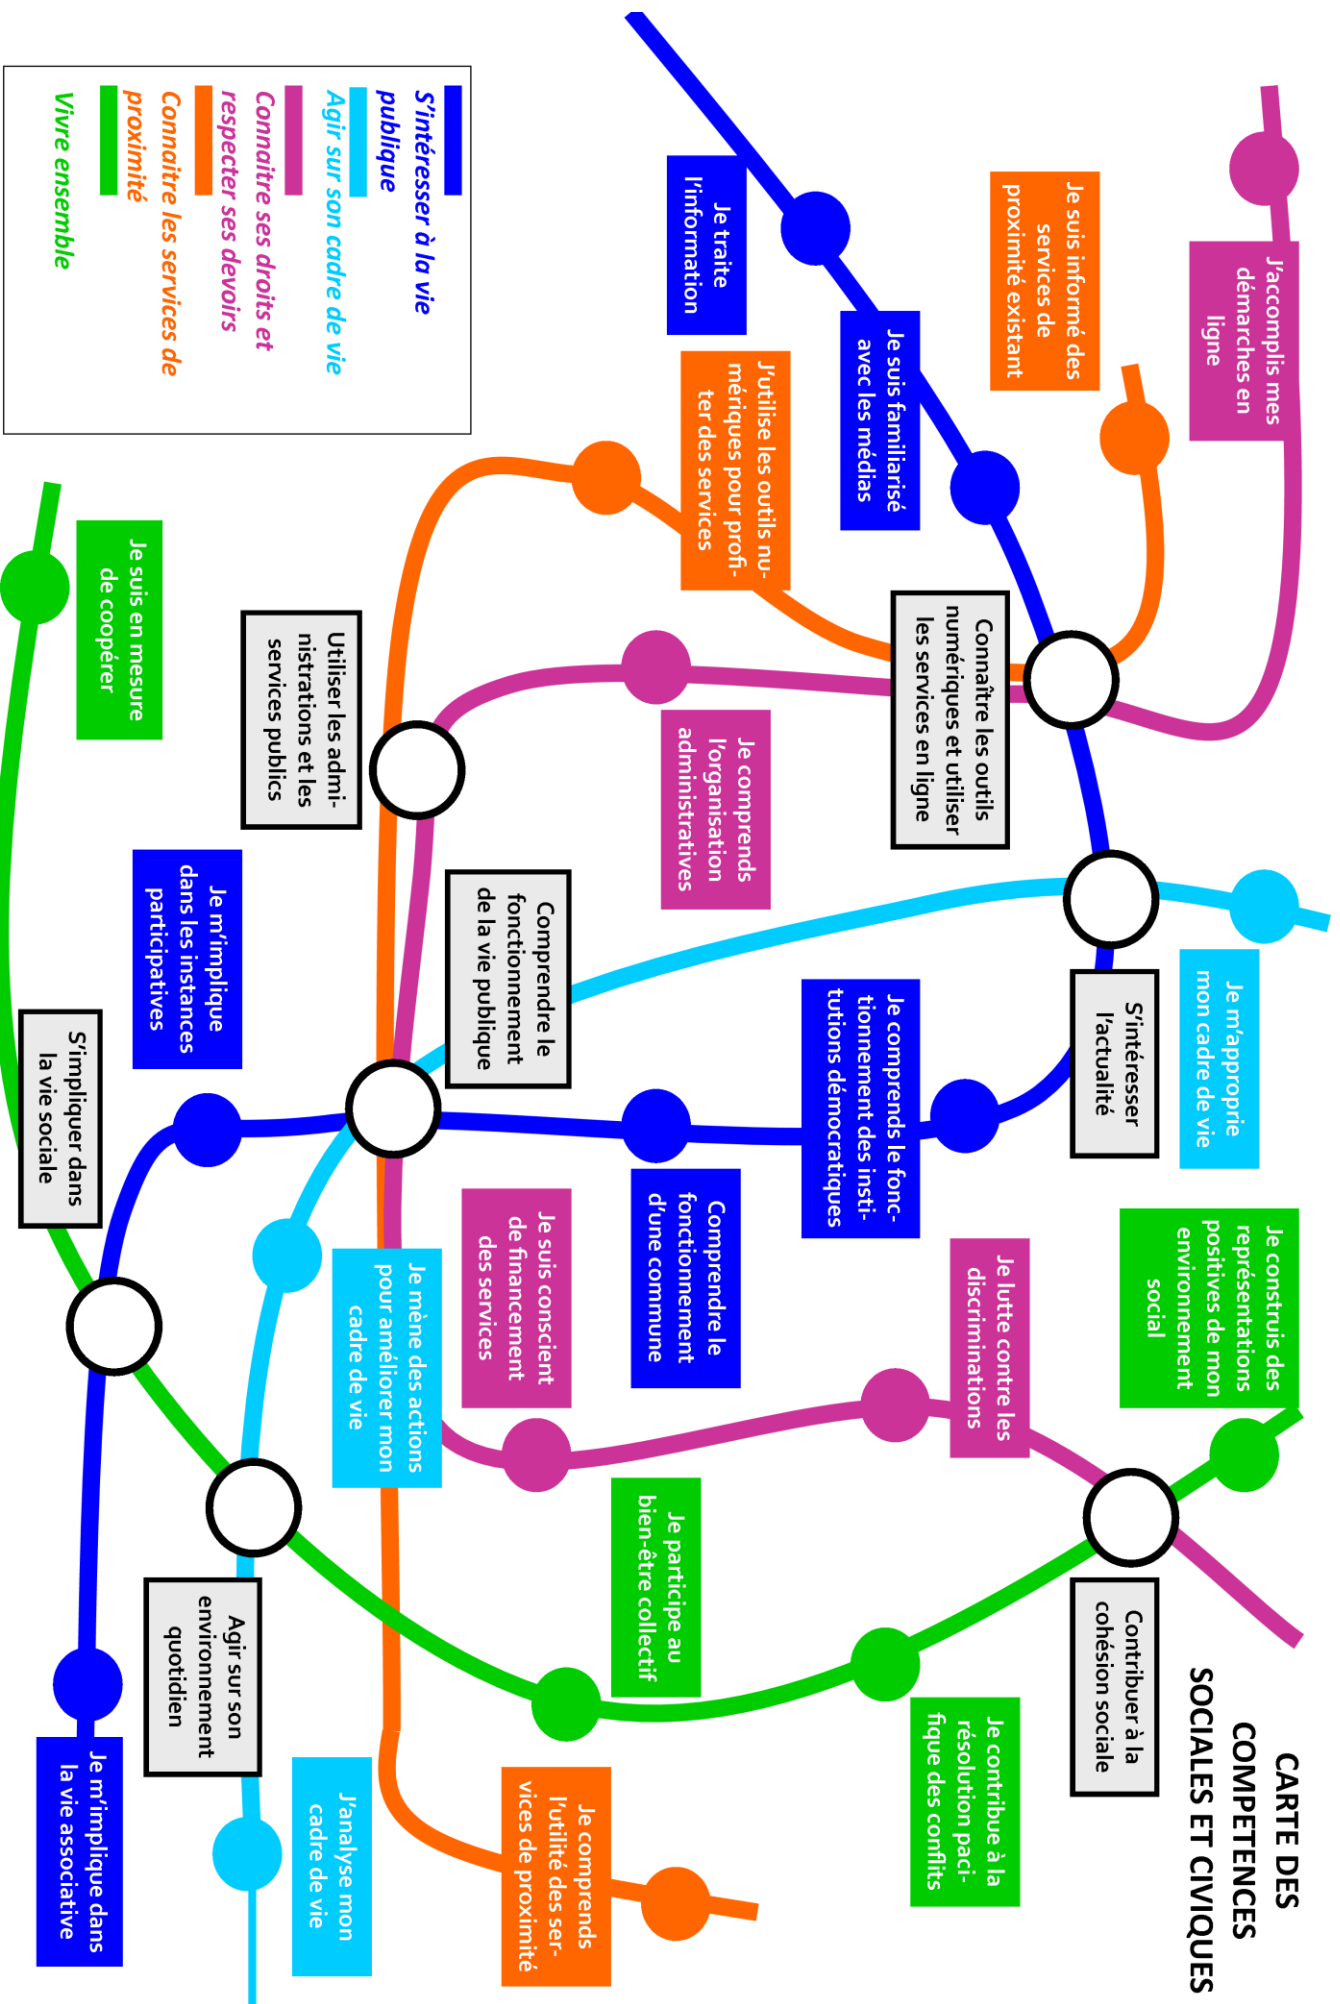 CARTE DES
COMPETENCES
SOCIALES ET CIVIQUES
J'accomplis mes
démarches en
ligne
Je m'approprie
mon cadre de vie
Je construis des
représentations
positives de mon
environnement
social
Je suis informé des
services de
proximité existant
S'intéresser
l'actualité
Contribuer à la
cohésion sociale
Connaître les outils
numériques et utiliser
les services en ligne
Je lutte contre les
discriminations
Je contribue à la
résolution paci-
fique des conflits
Je suis familiarisé
avec les médias
Je comprends le fonc-
tionnement des insti-
tutions démocratiques
Je traite
l'information
J'utilise les outils nu-
mériques pour profi-
ter des services
Je comprends
l'organisation
administratives
Comprendre le
fonctionnement
d'une commune
Je participe au
bien-être collectif
Comprendre le
fonctionnement
de la vie publique
Je suis conscient
de financement
des services
Je comprends
l'utilité des ser-
vices de proximité
S'intéresser à la vie
publique
Agir sur son cadre de vie
Connaitre ses droits et
respecter ses devoirs
Connaitre les services de
proximité
Vivre ensemble
Utiliser les admi-
nistrations et les
services publics
Je mène des actions
pour améliorer mon
cadre de vie
J'analyse mon
cadre de vie
Je m'implique
dans les instances
participatives
Agir sur son
environnement
quotidien
Je suis en mesure
de coopérer
S'impliquer dans
la vie sociale
Je m'implique dans
la vie associative